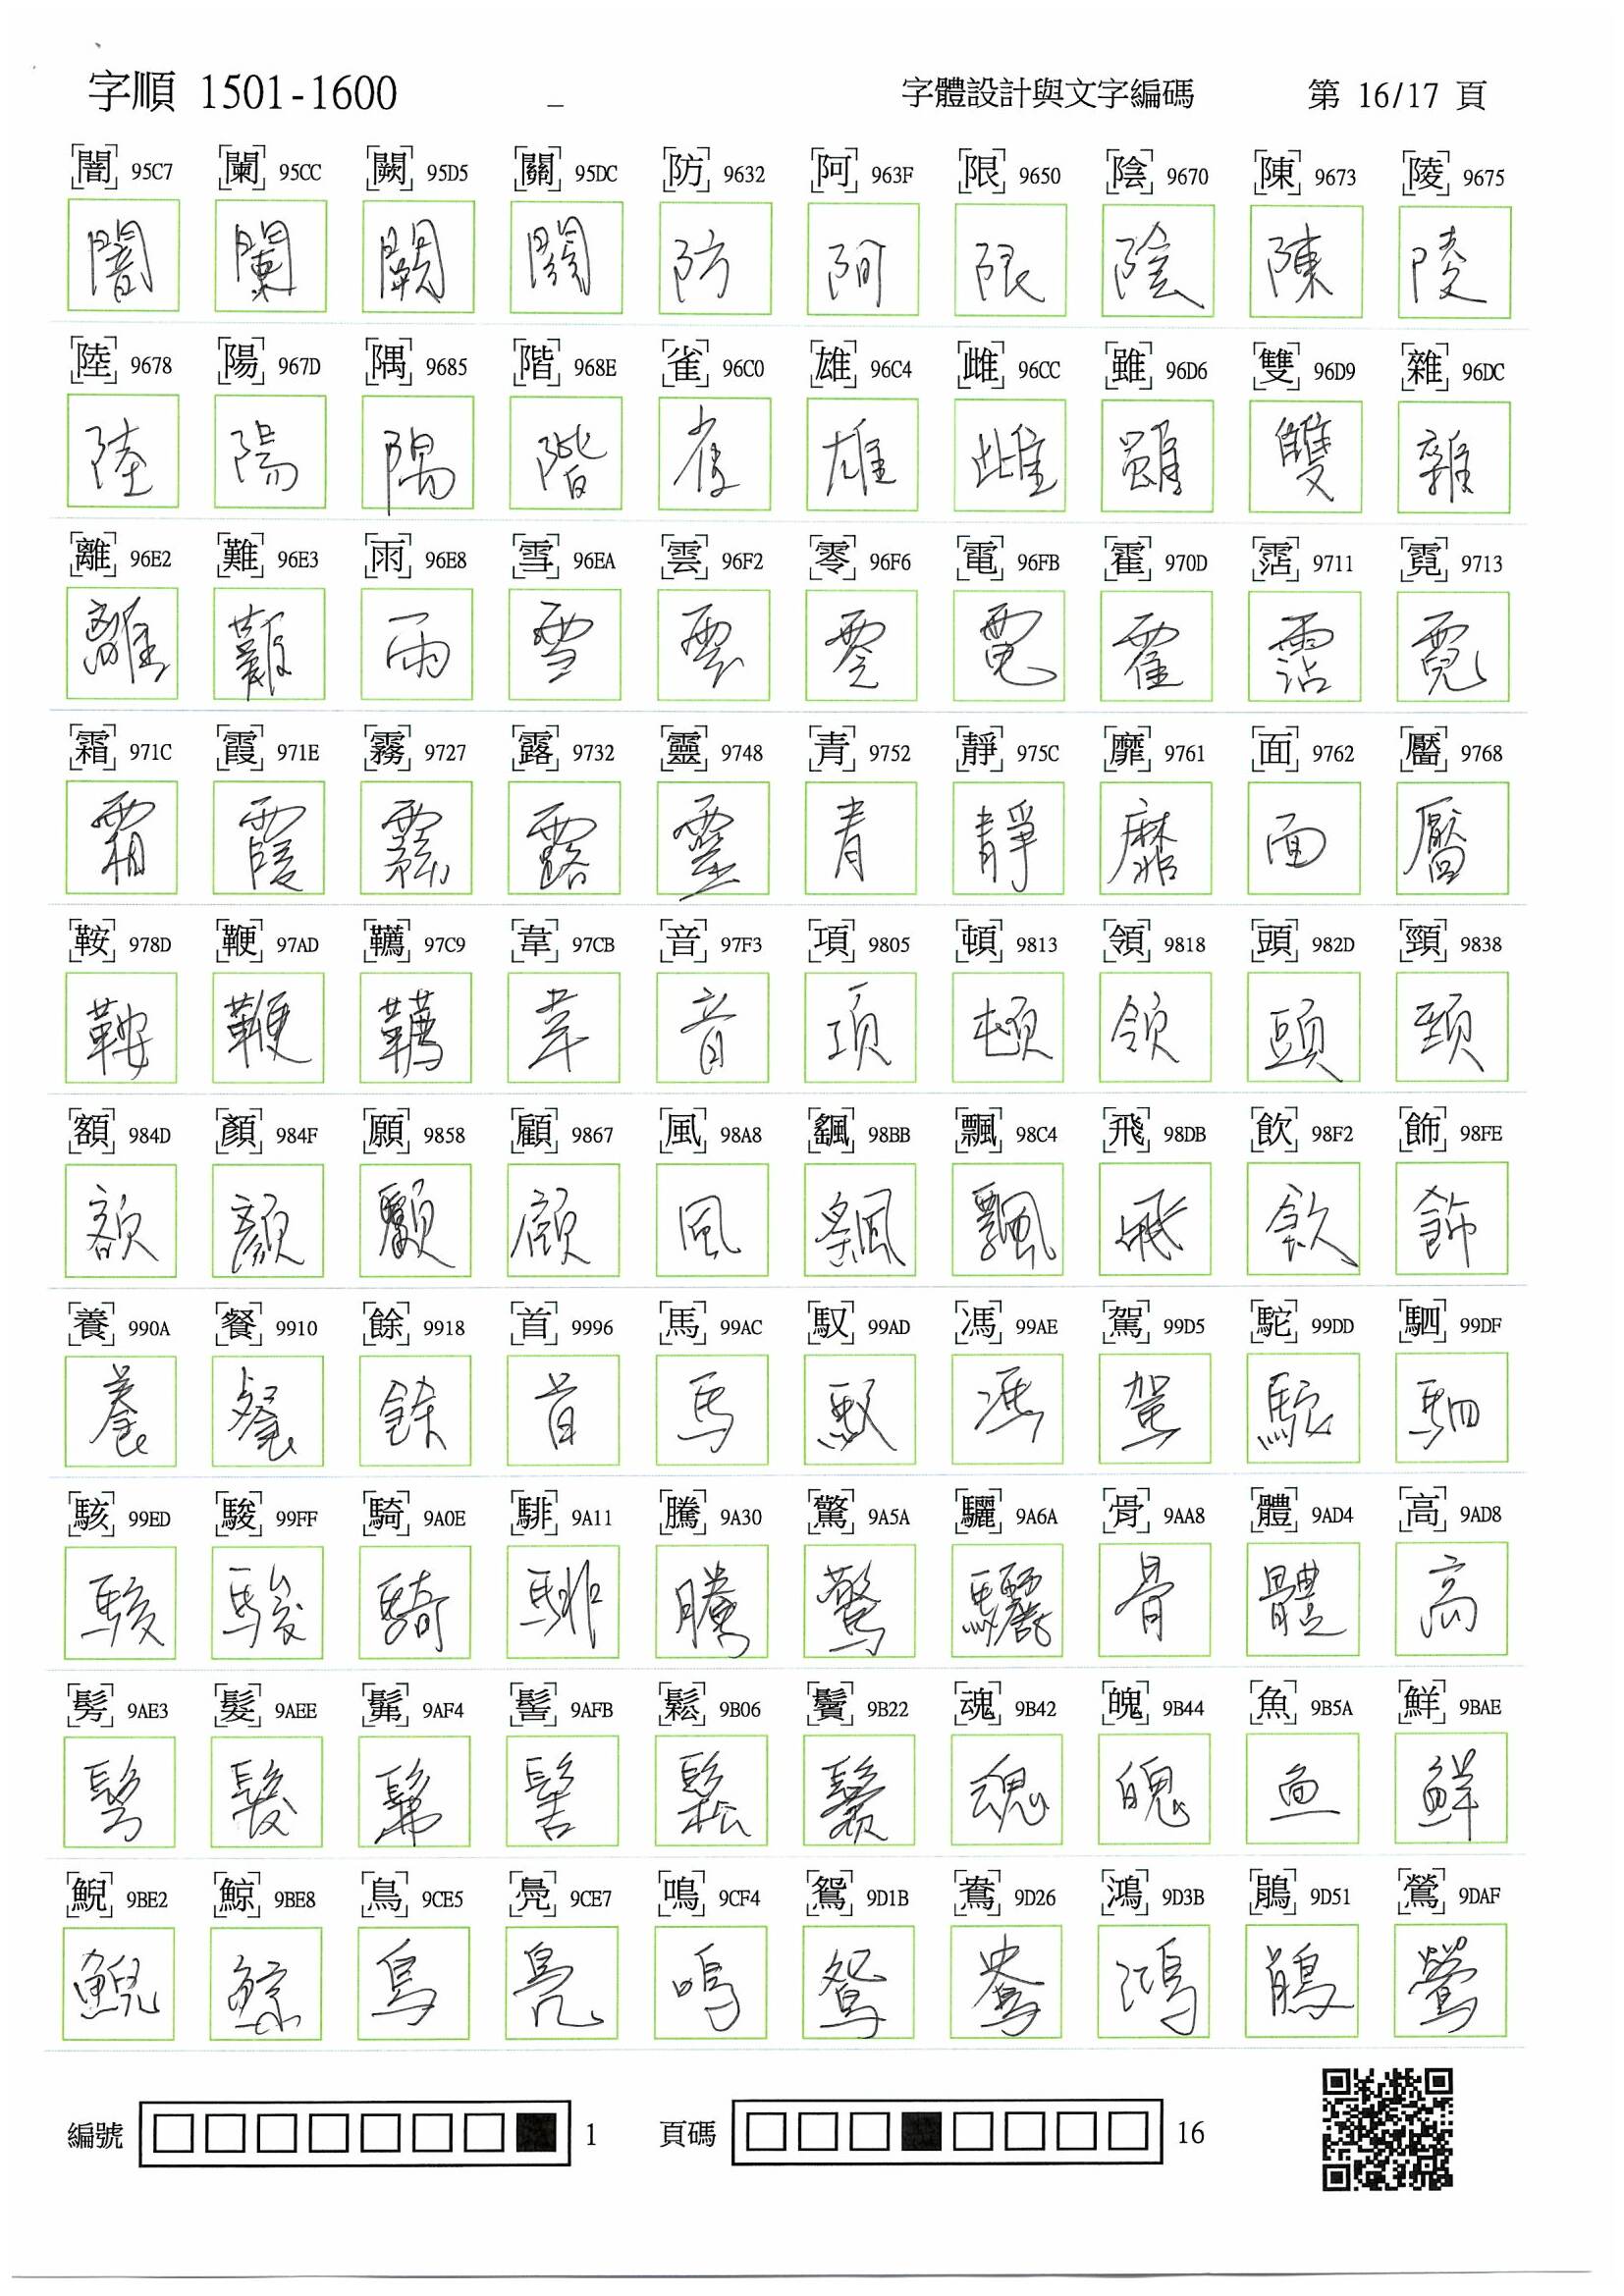 字順 1501-1600 _ 字體設計與文字編碼 第 16/17 頁
闇 95C7 闌 95CC 闕 95D5 關 95DC 防 9632 阿 963F 限 9650 陰 9670 陳 9673 陵 9675
闇 闌 闕 關 防 阿 限 陰 陳 陵
陸 9678 陽 967D 隅 9685 階 968E 雀 96C0 雄 96C4 雌 96CC 雖 96D6 雙 96D9 雜 96DC
陸 陽 隅 階 雀 雄 雌 雖 雙 雜
離 96E2 難 96E3 雨 96E8 雪 96EA 雲 96F2 零 96F6 電 96FB 霍 970D 霑 9711 霓 9713
離 難 雨 雪 雲 零 電 霍 霑 霓
霜 971C 霞 971E 霧 9727 露 9732 靈 9748 青 9752 靜 975C 靡 9761 面 9762 靨 9768
霜 霞 霧 露 靈 青 靜 靡 面 靨
鞍 978D 鞭 97AD 韉 97C9 韋 97CB 音 97F3 項 9805 頓 9813 領 9818 頭 982D 頸 9838
鞍 鞭 韉 韋 音 項 頓 領 頭 頸
額 984D 顏 984F 願 9858 顧 9867 風 98A8 颻 98BB 飄 98C4 飛 98DB 飲 98F2 飾 98FE
額 顏 願 顧 風 颻 飄 飛 飲 飾
養 990A 餐 9910 餘 9918 首 9996 馬 99AC 馭 99AD 馮 99AE 駕 99D5 駝 99DD 駟 99DF
養 餐 餘 首 馬 馭 馮 駕 駝 駟
駭 99ED 駿 99FF 騎 9A0E 騑 9A11 騰 9A30 驚 9A5A 驪 9A6A 骨 9AA8 體 9AD4 高 9AD8
駭 駿 騎 騑 騰 驚 驪 骨 體 高
髣 9AE3 髮 9AEE 髴 9AF4 髻 9AFB 鬆 9B06 鬢 9B22 魂 9B42 魄 9B44 魚 9B5A 鮮 9BAE
髣 髮 髴 髻 鬆 鬢 魂 魄 魚 鮮
鯢 9BE2 鯨 9BE8 鳥 9CE5 鳧 9CE7 鳴 9CF4 鴛 9D1B 鴦 9D26 鴻 9D3B 鵑 9D51 鶯 9DAF
鯢 鯨 鳥 鳧 鳴 鴛 鴦 鴻 鵑 鶯
編號 1 頁碼 16